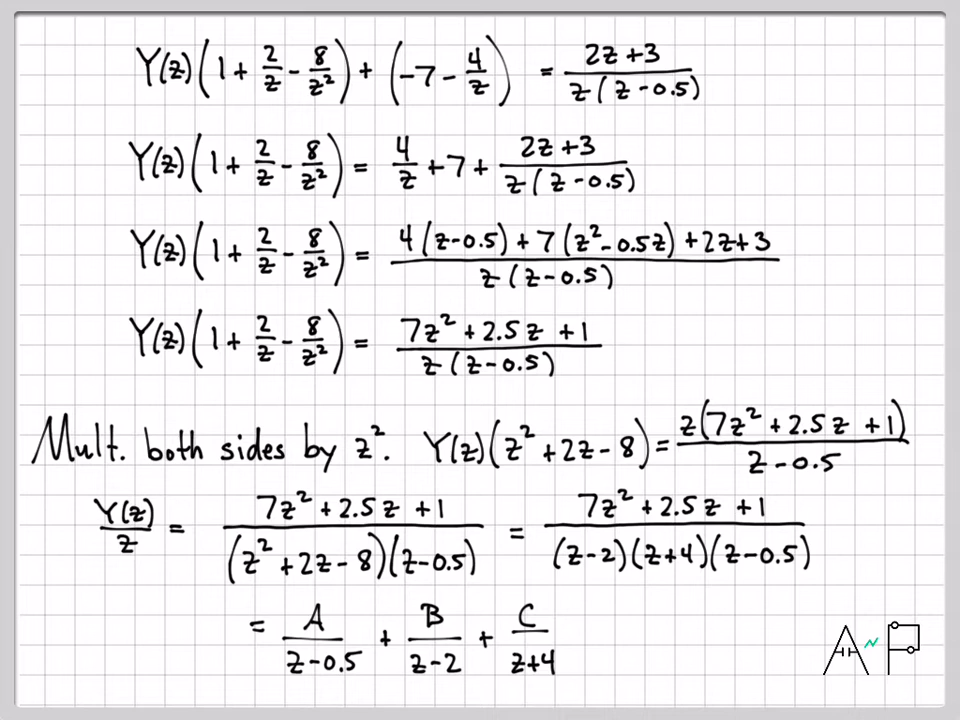 Y(z)(1 + 2/z - 8/z²) + (-7 - 4/z) = (2z + 3)/(z(z - 0.5))
Y(z)(1 + 2/z - 8/z²) = 4/z + 7 + (2z + 3)/(z(z - 0.5))
Y(z)(1 + 2/z - 8/z²) = (4(z - 0.5) + 7(z² - 0.5z) + 2z + 3)/(z(z - 0.5))
Y(z)(1 + 2/z - 8/z²) = (7z² + 2.5z + 1)/(z(z - 0.5))
Mult. both sides by z². Y(z)(z² + 2z - 8) = z(7z² + 2.5z + 1)/(z - 0.5)
Y(z)/z = (7z² + 2.5z + 1)/((z² + 2z - 8)(z - 0.5)) = (7z² + 2.5z + 1)/((z - 2)(z + 4)(z - 0.5))
= A/(z - 0.5) + B/(z - 2) + C/(z + 4)
A~P